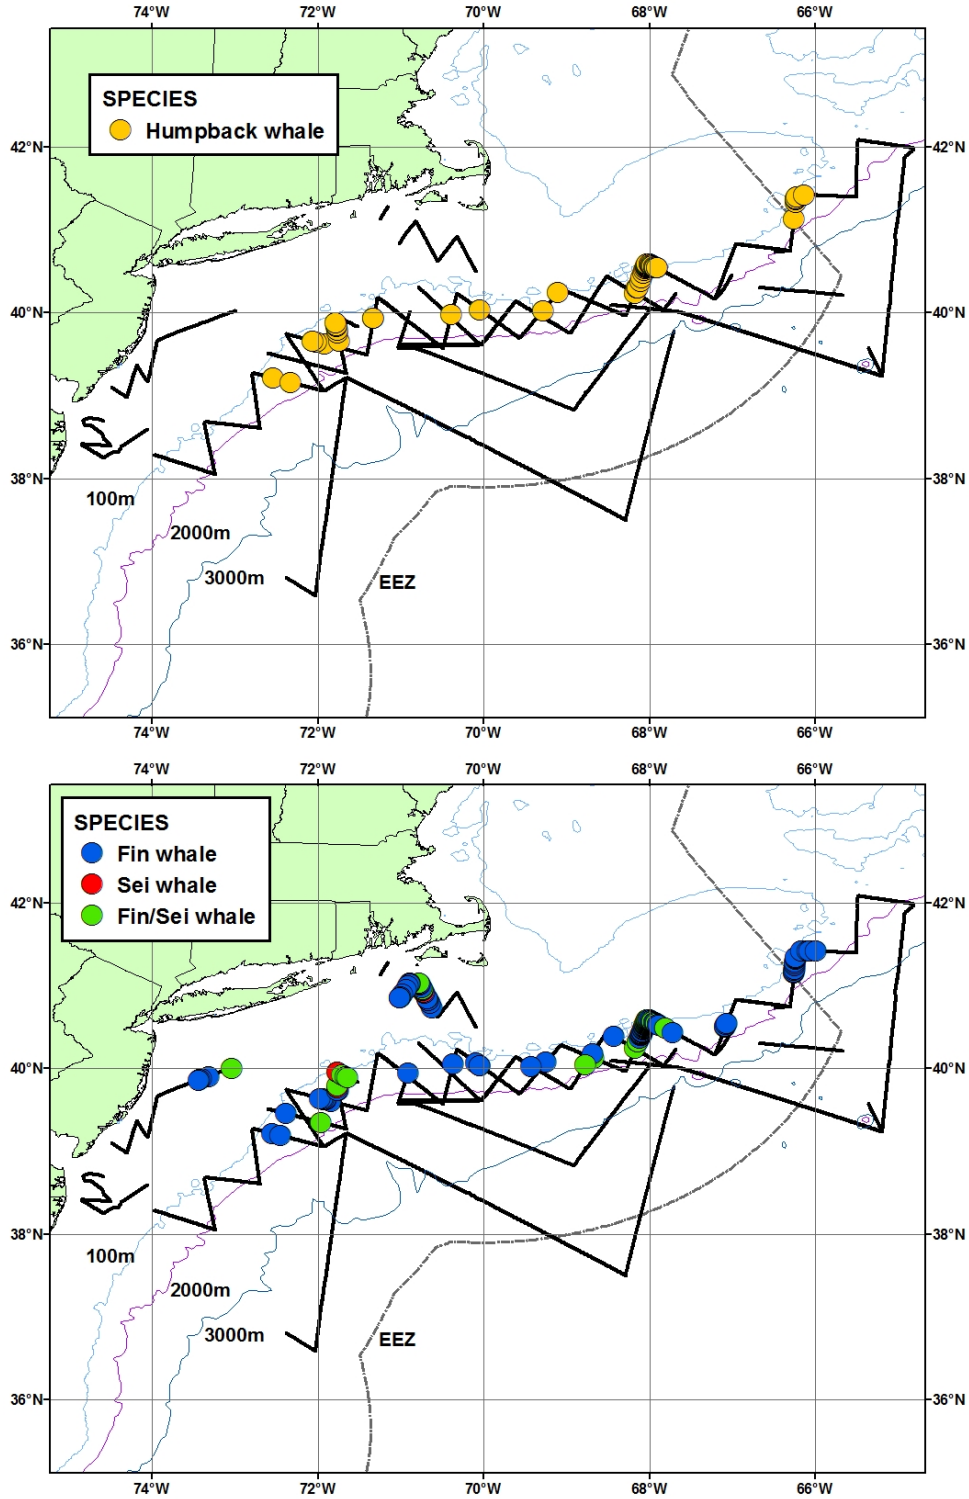 74°W 72°W 70°W 68°W 66°W
SPECIES
Humpback whale
42°N 42°N
40°N 40°N
38°N 38°N
100m
2000m
3000m
EEZ
36°N 36°N
74°W 72°W 70°W 68°W 66°W
74°W 72°W 70°W 68°W 66°W
SPECIES
Fin whale
Sei whale
Fin/Sei whale
42°N 42°N
40°N 40°N
38°N 38°N
100m
2000m
3000m
EEZ
36°N 36°N
74°W 72°W 70°W 68°W 66°W